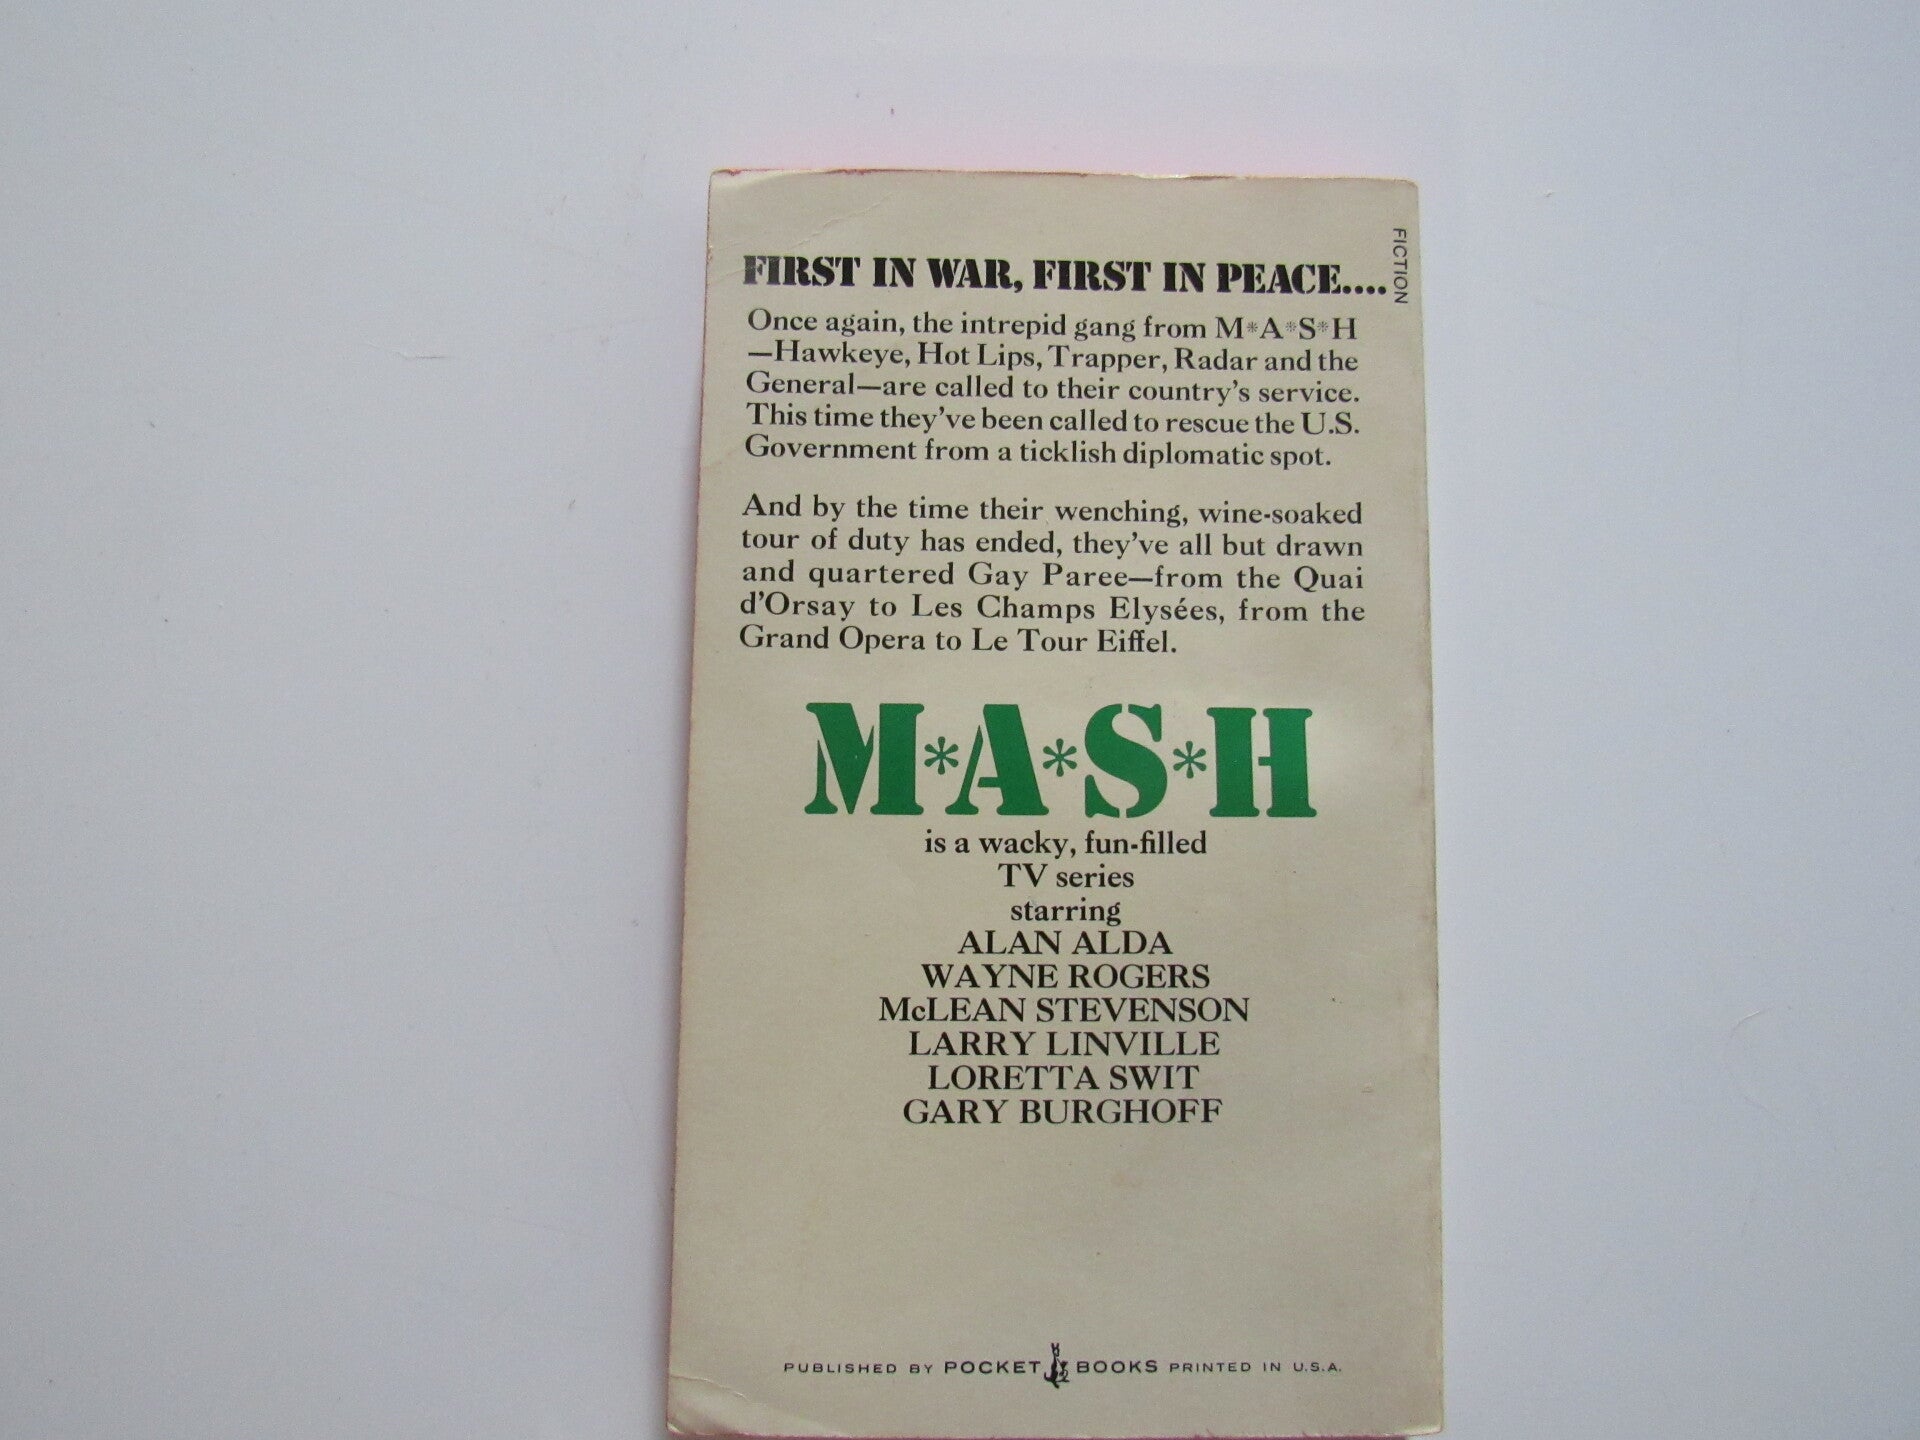 FICTION
FIRST IN WAR, FIRST IN PEACE....
Once again, the intrepid gang from M*A*S*H
—Hawkeye, Hot Lips, Trapper, Radar and the
General—are called to their country's service.
This time they've been called to rescue the U.S.
Government from a ticklish diplomatic spot.
And by the time their wenching, wine-soaked
tour of duty has ended, they've all but drawn
and quartered Gay Paree—from the Quai
d'Orsay to Les Champs Elysées, from the
Grand Opera to Le Tour Eiffel.
M*A*S*H
is a wacky, fun-filled
TV series
starring
ALAN ALDA
WAYNE ROGERS
McLEAN STEVENSON
LARRY LINVILLE
LORETTA SWIT
GARY BURGHOFF
PUBLISHED BY POCKET BOOKS PRINTED IN U.S.A.